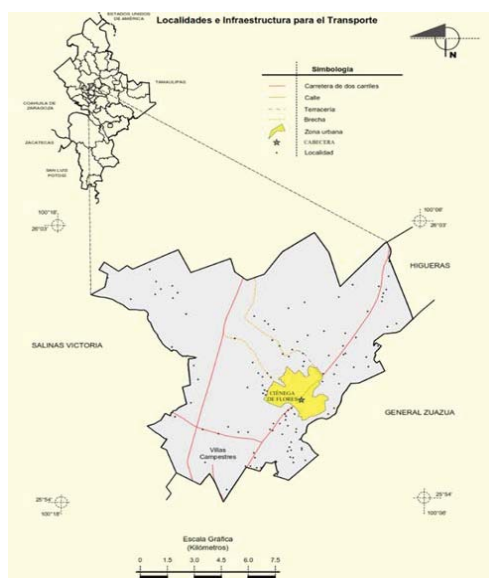 ESTADOS UNIDOS
DE AMÉRICA
Localidades e Infraestructura para el Transporte
N
Simbología
Carretera de dos carriles
Calle
Terracería
Brecha
Zona urbana
CABECERA
Localidad
TAMAULIPAS
COAHUILA DE
ZARAGOZA
ZACATECAS
SAN LUIS
POTOSÍ
100°18'
26°03'
100°08'
26°03'
HIGUERAS
SALINAS VICTORIA
CIÉNEGA
DE FLORES
GENERAL ZUAZUA
Villas
Campestres
25°54'
100°18'
25°54'
100°08'
Escala Gráfica
(Kilómetros)
0 1.5 3.0 4.5 6.0 7.5